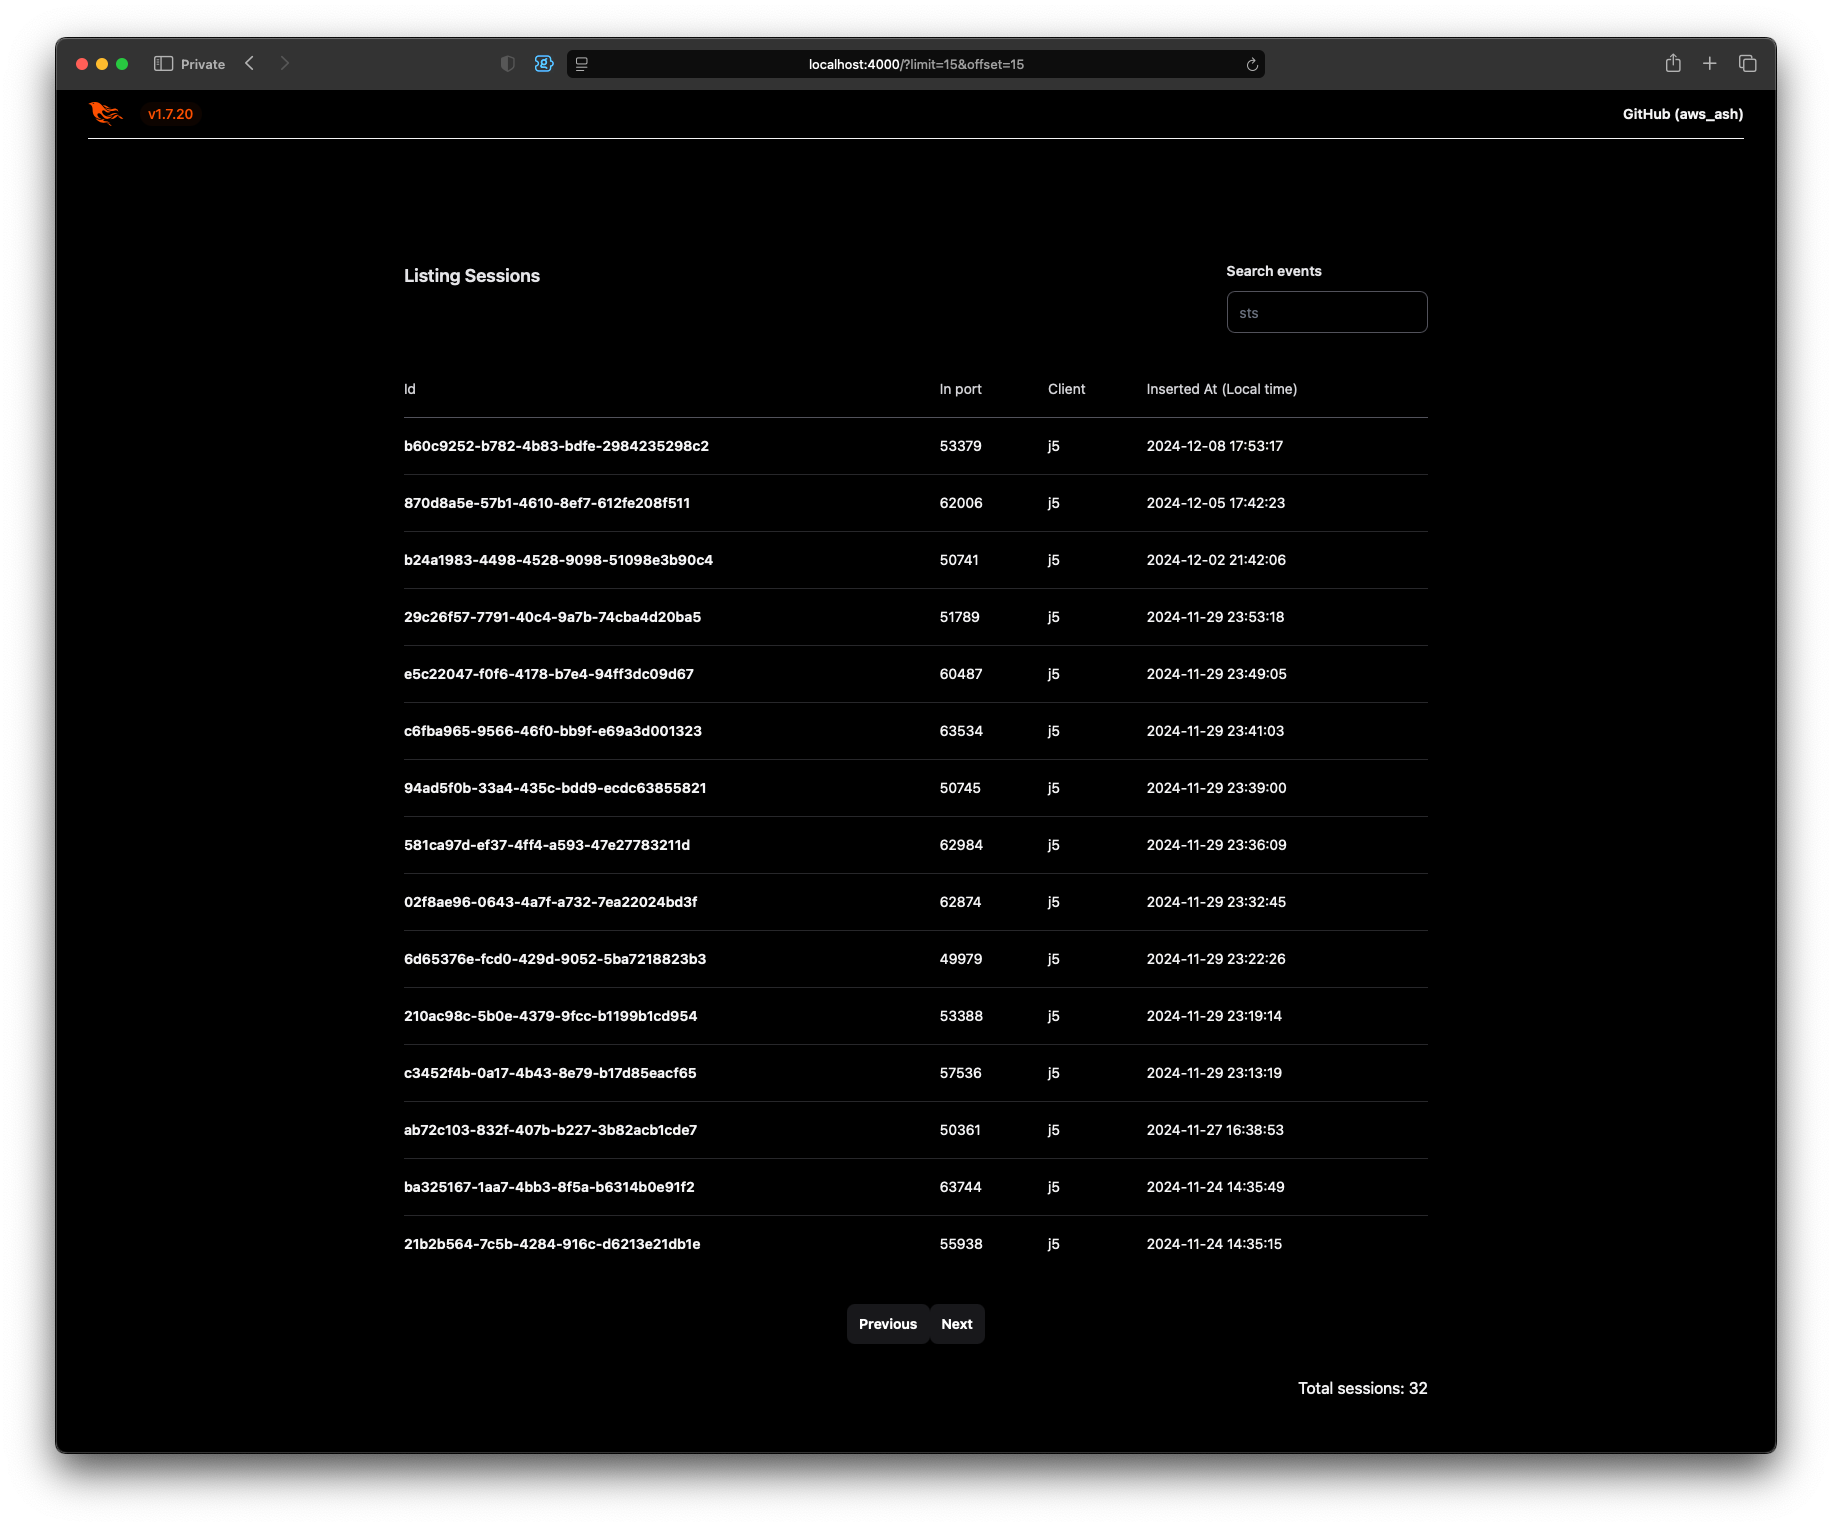 Private
localhost:4000/?limit=15&offset=15
v1.7.20
GitHub (aws_ash)
Listing Sessions
Search events
sts
Id In port Client Inserted At (Local time)
b60c9252-b782-4b83-bdfe-2984235298c2 53379 j5 2024-12-08 17:53:17
870d8a5e-57b1-4610-8ef7-612fe208f511 62006 j5 2024-12-05 17:42:23
b24a1983-4498-4528-9098-51098e3b90c4 50741 j5 2024-12-02 21:42:06
29c26f57-7791-40c4-9a7b-74cba4d20ba5 51789 j5 2024-11-29 23:53:18
e5c22047-f0f6-4178-b7e4-94ff3dc09d67 60487 j5 2024-11-29 23:49:05
c6fba965-9566-46f0-bb9f-e69a3d001323 63534 j5 2024-11-29 23:41:03
94ad5f0b-33a4-435c-bdd9-ecdc63855821 50745 j5 2024-11-29 23:39:00
581ca97d-ef37-4ff4-a593-47e27783211d 62984 j5 2024-11-29 23:36:09
02f8ae96-0643-4a7f-a732-7ea22024bd3f 62874 j5 2024-11-29 23:32:45
6d65376e-fcd0-429d-9052-5ba7218823b3 49979 j5 2024-11-29 23:22:26
210ac98c-5b0e-4379-9fcc-b1199b1cd954 53388 j5 2024-11-29 23:19:14
c3452f4b-0a17-4b43-8e79-b17d85eacf65 57536 j5 2024-11-29 23:13:19
ab72c103-832f-407b-b227-3b82acb1cde7 50361 j5 2024-11-27 16:38:53
ba325167-1aa7-4bb3-8f5a-b6314b0e91f2 63744 j5 2024-11-24 14:35:49
21b2b564-7c5b-4284-916c-d6213e21db1e 55938 j5 2024-11-24 14:35:15
Previous Next
Total sessions: 32